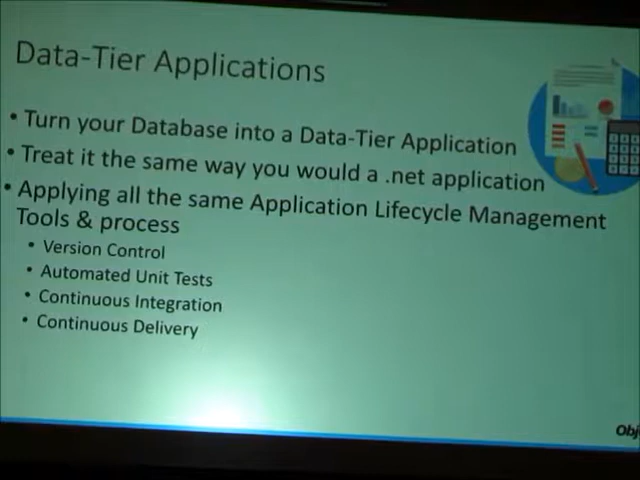 Data-Tier Applications
• Turn your Database into a Data-Tier Application
• Treat it the same way you would a .net application
• Applying all the same Application Lifecycle Management
Tools & process
• Version Control
• Automated Unit Tests
• Continuous Integration
• Continuous Delivery
Obj